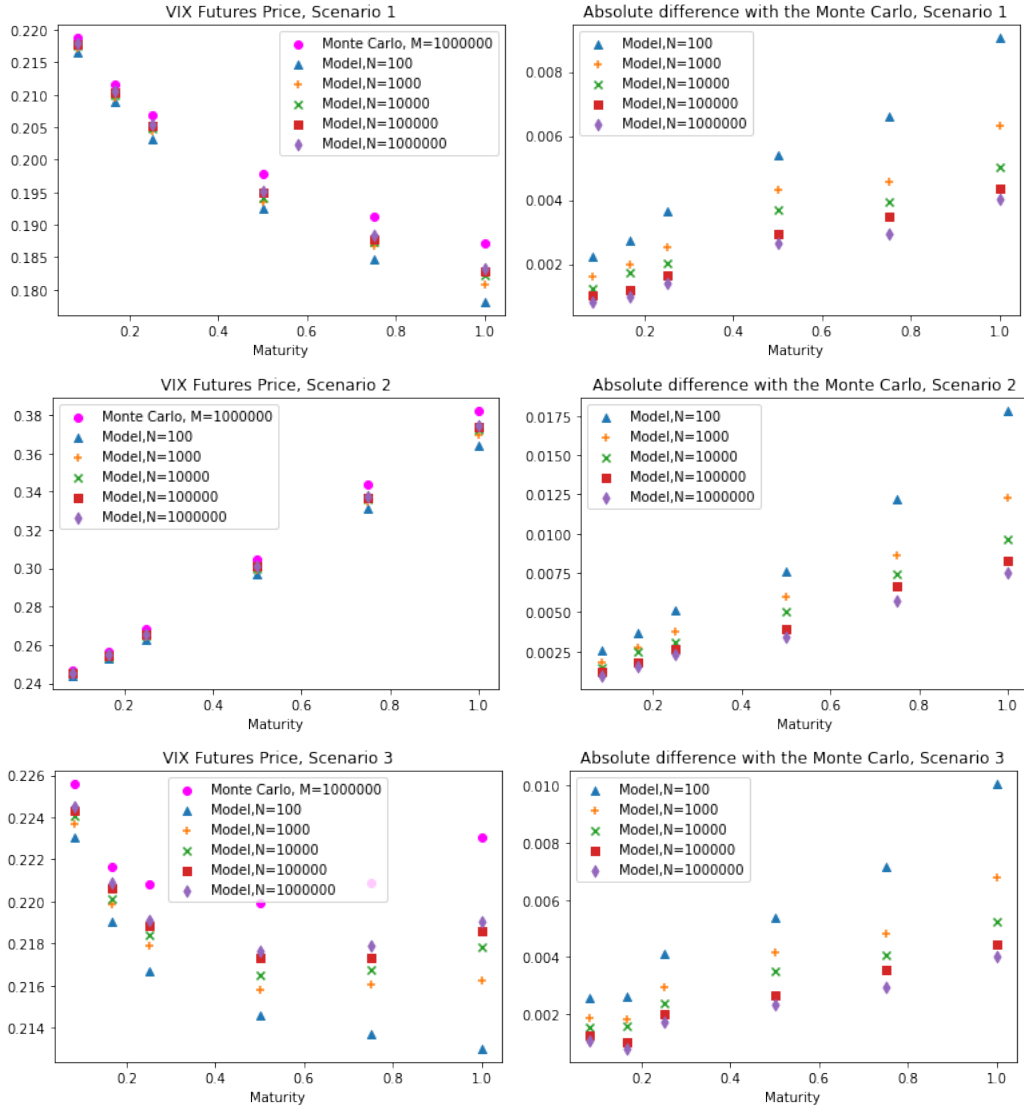 VIX Futures Price, Scenario 1
0.220
0.215
0.210
0.205
0.200
0.195
0.190
0.185
0.180
Monte Carlo, M=1000000
Model,N=100
Model,N=1000
Model,N=10000
Model,N=100000
Model,N=1000000
0.2 0.4 0.6 0.8 1.0
Maturity
Absolute difference with the Monte Carlo, Scenario 1
0.008
0.006
0.004
0.002
Model,N=100
Model,N=1000
Model,N=10000
Model,N=100000
Model,N=1000000
0.2 0.4 0.6 0.8 1.0
Maturity
VIX Futures Price, Scenario 2
0.38
0.36
0.34
0.32
0.30
0.28
0.26
0.24
Monte Carlo, M=1000000
Model,N=100
Model,N=1000
Model,N=10000
Model,N=100000
Model,N=1000000
0.2 0.4 0.6 0.8 1.0
Maturity
Absolute difference with the Monte Carlo, Scenario 2
0.0175
0.0150
0.0125
0.0100
0.0075
0.0050
0.0025
Model,N=100
Model,N=1000
Model,N=10000
Model,N=100000
Model,N=1000000
0.2 0.4 0.6 0.8 1.0
Maturity
VIX Futures Price, Scenario 3
0.226
0.224
0.222
0.220
0.218
0.216
0.214
Monte Carlo, M=1000000
Model,N=100
Model,N=1000
Model,N=10000
Model,N=100000
Model,N=1000000
0.2 0.4 0.6 0.8 1.0
Maturity
Absolute difference with the Monte Carlo, Scenario 3
0.010
0.008
0.006
0.004
0.002
Model,N=100
Model,N=1000
Model,N=10000
Model,N=100000
Model,N=1000000
0.2 0.4 0.6 0.8 1.0
Maturity